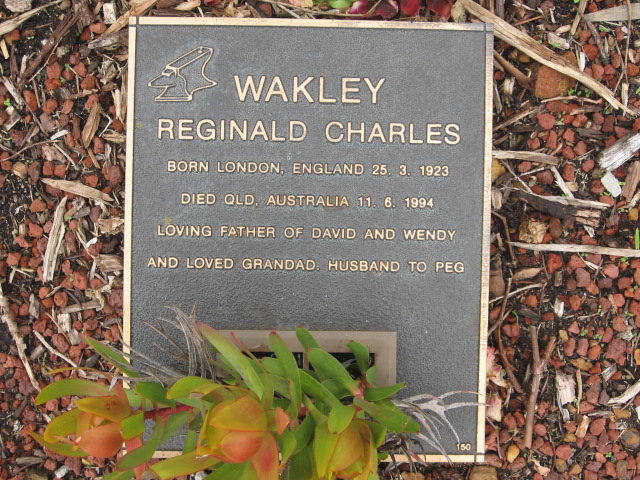 WAKLEY
REGINALD CHARLES
BORN LONDON, ENGLAND 25. 3. 1923
DIED QLD, AUSTRALIA 11. 6. 1994
LOVING FATHER OF DAVID AND WENDY
AND LOVED GRANDAD. HUSBAND TO PEG
150